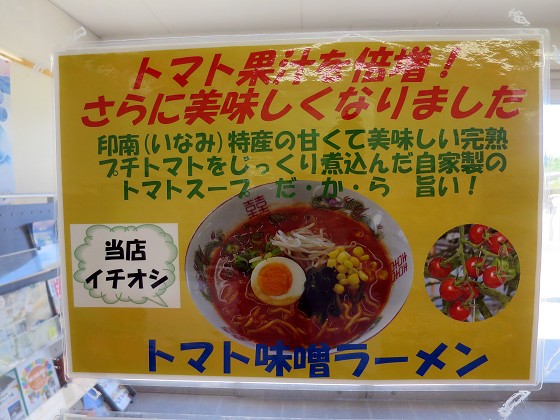 トマト果汁を倍増！
さらに美味しくなりました
印南(いなみ)特産の甘くて美味しい完熟
プチトマトをじっくり煮込んだ自家製の
トマトスープ　だ・か・ら　旨い！
当店
イチオシ
トマト味噌ラーメン